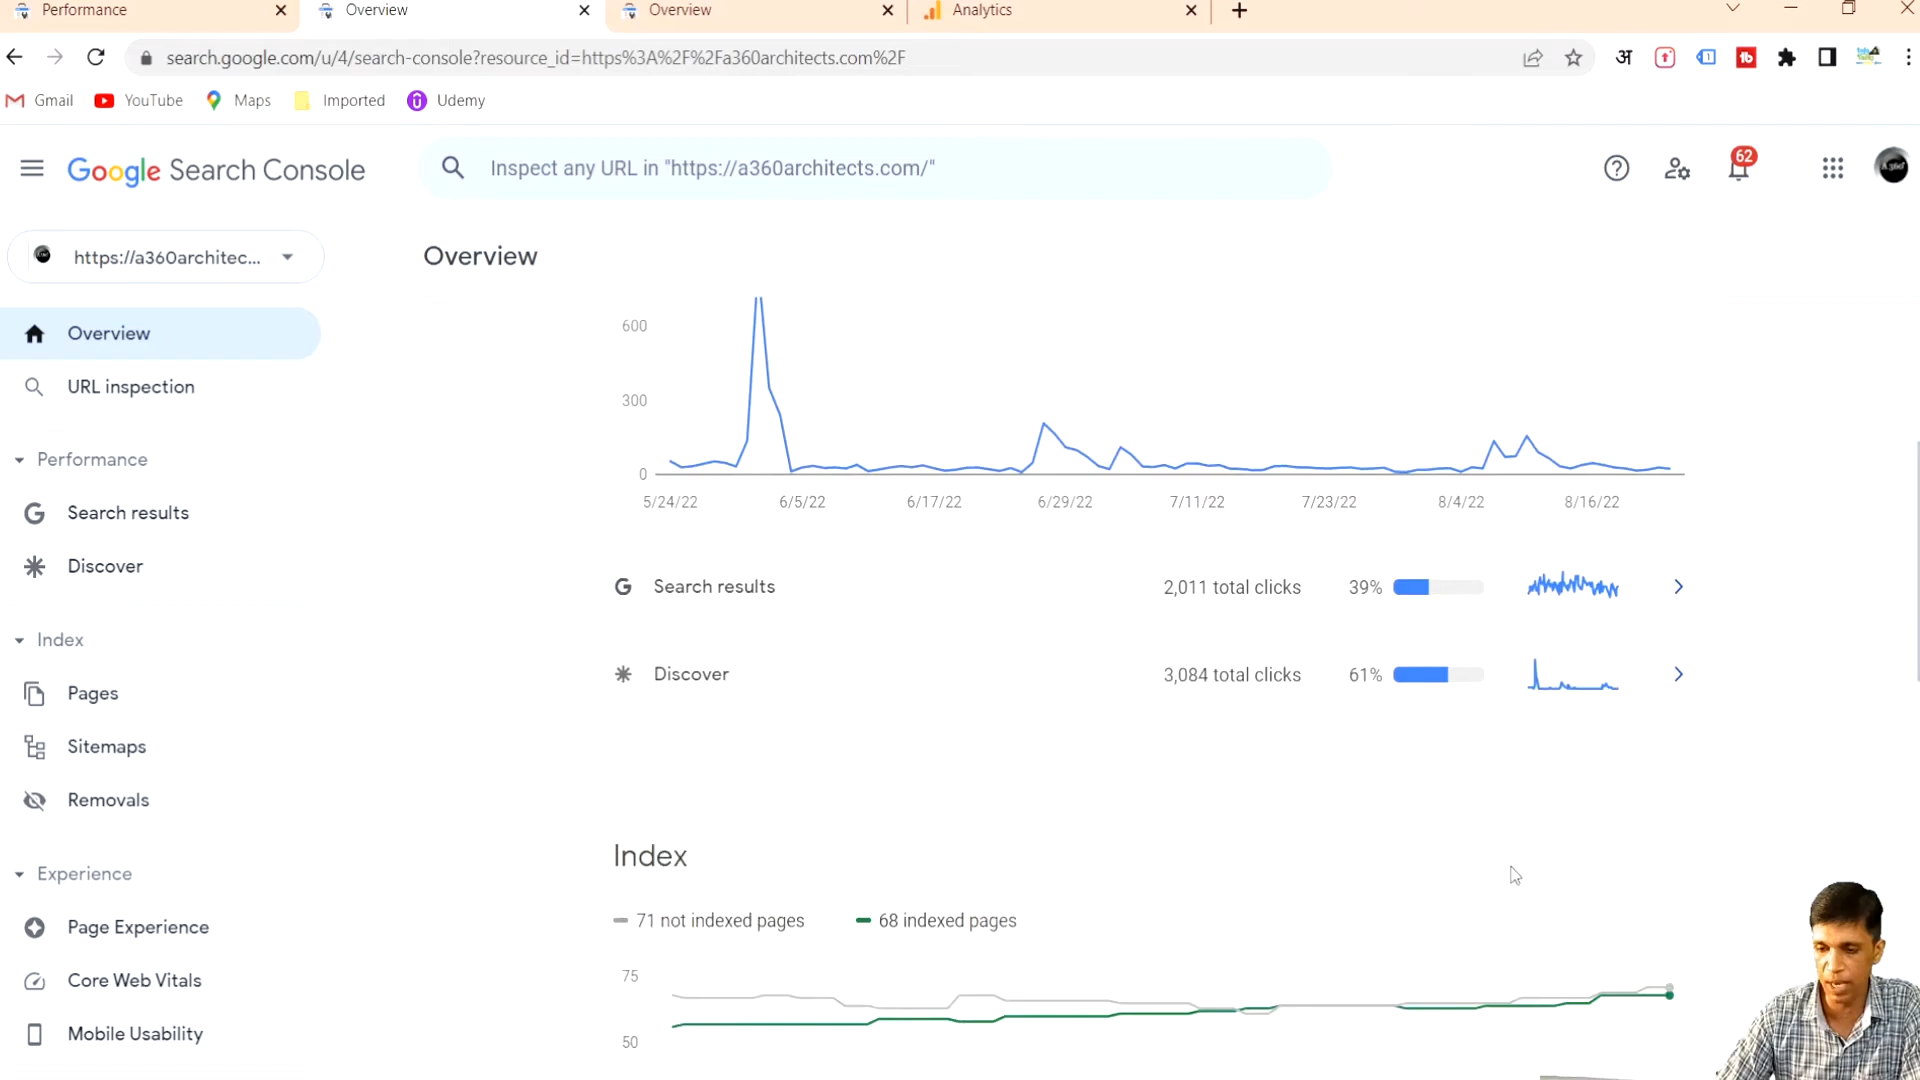 Performance
Overview
Overview
Analytics
search.google.com/u/4/search-console?resource_id=https%3A%2F%2Fa360architects.com%2F
अ
Gmail
YouTube
Maps
Imported
Udemy
Google Search Console
Inspect any URL in "https://a360architects.com/"
62
https://a360architec...
Overview
URL inspection
Performance
Search results
Discover
Index
Pages
Sitemaps
Removals
Experience
Page Experience
Core Web Vitals
Mobile Usability
Overview
600
300
0
5/24/22 6/5/22 6/17/22 6/29/22 7/11/22 7/23/22 8/4/22 8/16/22
Search results 2,011 total clicks 39%
Discover 3,084 total clicks 61%
Index
71 not indexed pages 68 indexed pages
75
50